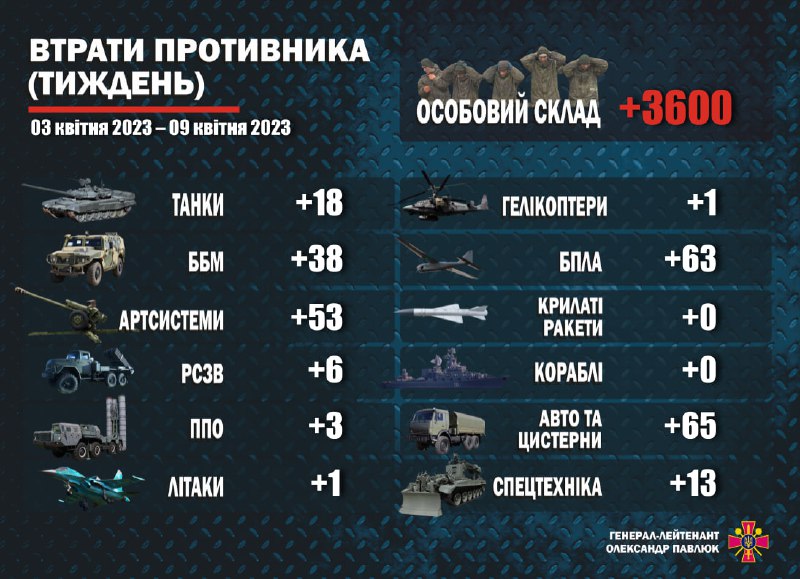 ВТРАТИ ПРОТИВНИКА
(ТИЖДЕНЬ)
03 квітня 2023 – 09 квітня 2023
ОСОБОВИЙ СКЛАД +3600
ТАНКИ +18
ББМ +38
АРТСИСТЕМИ +53
РСЗВ +6
ППО +3
ЛІТАКИ +1
ГЕЛІКОПТЕРИ +1
БПЛА +63
КРИЛАТІ
РАКЕТИ +0
КОРАБЛІ +0
АВТО ТА
ЦИСТЕРНИ +65
СПЕЦТЕХНІКА +13
ГЕНЕРАЛ-ЛЕЙТЕНАНТ
ОЛЕКСАНДР ПАВЛЮК